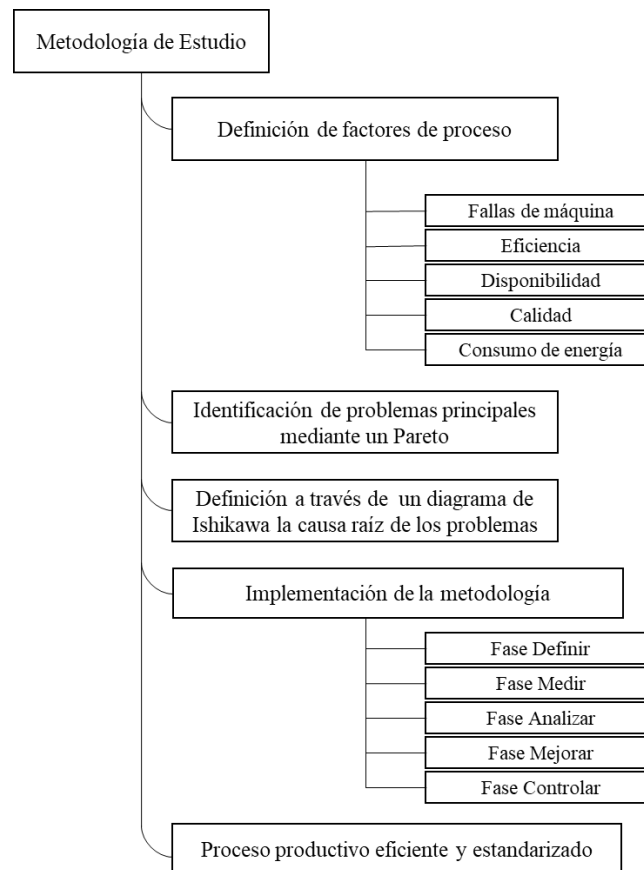 Metodología de Estudio
Definición de factores de proceso
Fallas de máquina
Eficiencia
Disponibilidad
Calidad
Consumo de energía
Identificación de problemas principales
mediante un Pareto
Definición a través de un diagrama de
Ishikawa la causa raíz de los problemas
Implementación de la metodología
Fase Definir
Fase Medir
Fase Analizar
Fase Mejorar
Fase Controlar
Proceso productivo eficiente y estandarizado